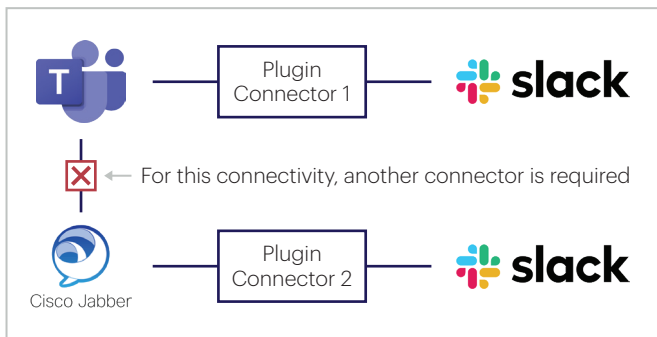 T
Plugin
Connector 1
slack
For this connectivity, another connector is required
Cisco Jabber
Plugin
Connector 2
slack